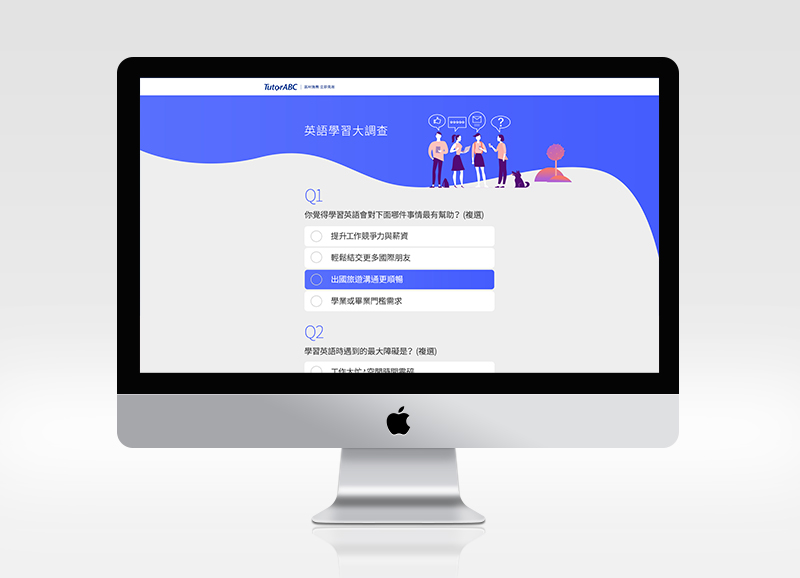 TutorABC
英語學習大調查
?
Q1
你覺得學習英語會對下面哪件事情最有幫助? (複選)
提升工作競爭力與薪資
輕鬆結交更多國際朋友
出國旅遊溝通更順暢
學業或畢業門檻需求
Q2
學習英語時遇到的最大障礙是? (複選)